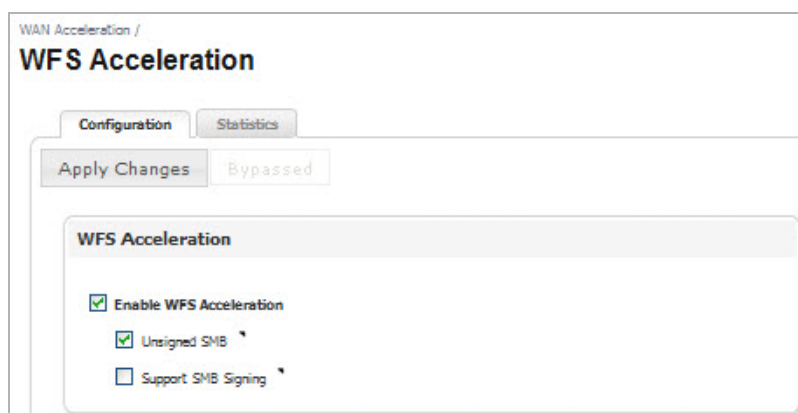 WAN Acceleration /
WFS Acceleration
Configuration Statistics
Apply Changes Bypassed
WFS Acceleration
Enable WFS Acceleration
Unsigned SMB
Support SMB Signing